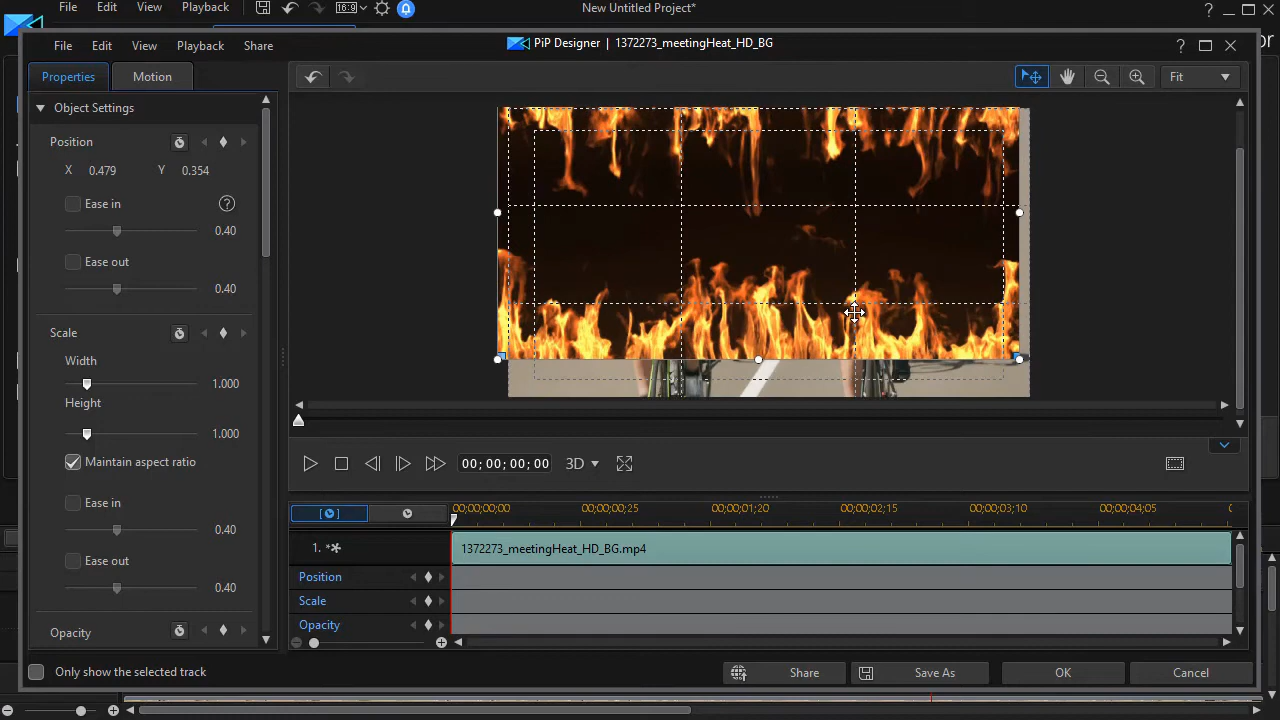 File Edit View Playback 16:9 New Untitled Project* ?
File Edit View Playback Share PiP Designer | 1372273_meetingHeat_HD_BG ?
Properties Motion Fit
Object Settings
Position
X 0.479 Y 0.354
Ease in ?
0.40
Ease out
0.40
Scale
Width
1.000
Height
1.000
Maintain aspect ratio
Ease in
0.40
Ease out
0.40
Opacity
00; 00; 00; 00 3D
00;00;00;00 00;00;00;25 00;00;01;20 00;00;02;15 00;00;03;10 00;00;04;05
1. 1372273_meetingHeat_HD_BG.mp4
Position
Scale
Opacity
Only show the selected track Share Save As OK Cancel